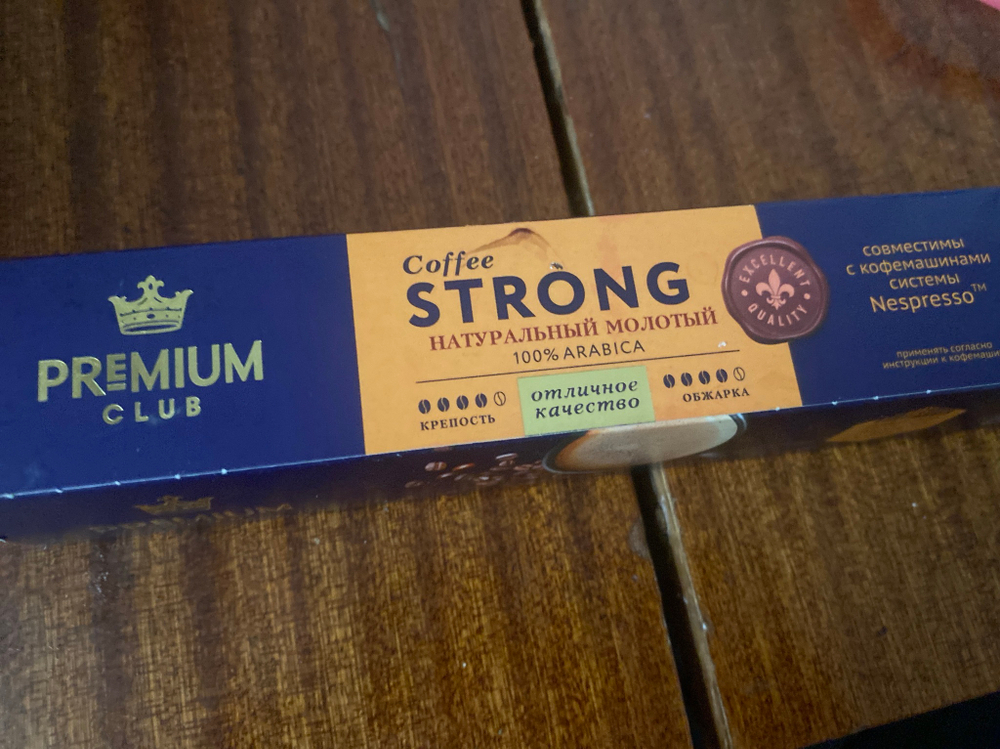 PREMIUM
CLUB
Coffee
STRONG
НАТУРАЛЬНЫЙ МОЛОТЫЙ
100% ARABICA
КРЕПОСТЬ
отличное
качество
ОБЖАРКА
EXCELLENT
QUALITY
совместимы
с кофемашинами
системы
Nespresso™
применять согласно
инструкции к кофемаши